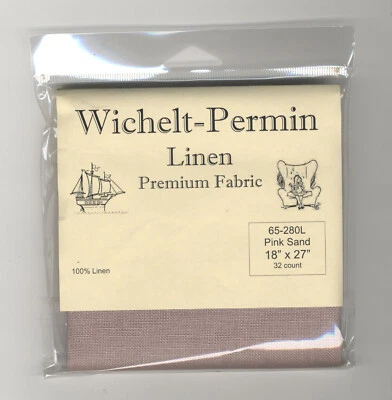 Wichelt-Permin
Linen
Premium Fabric
65-280L
Pink Sand
18" x 27"
32 count
100% Linen